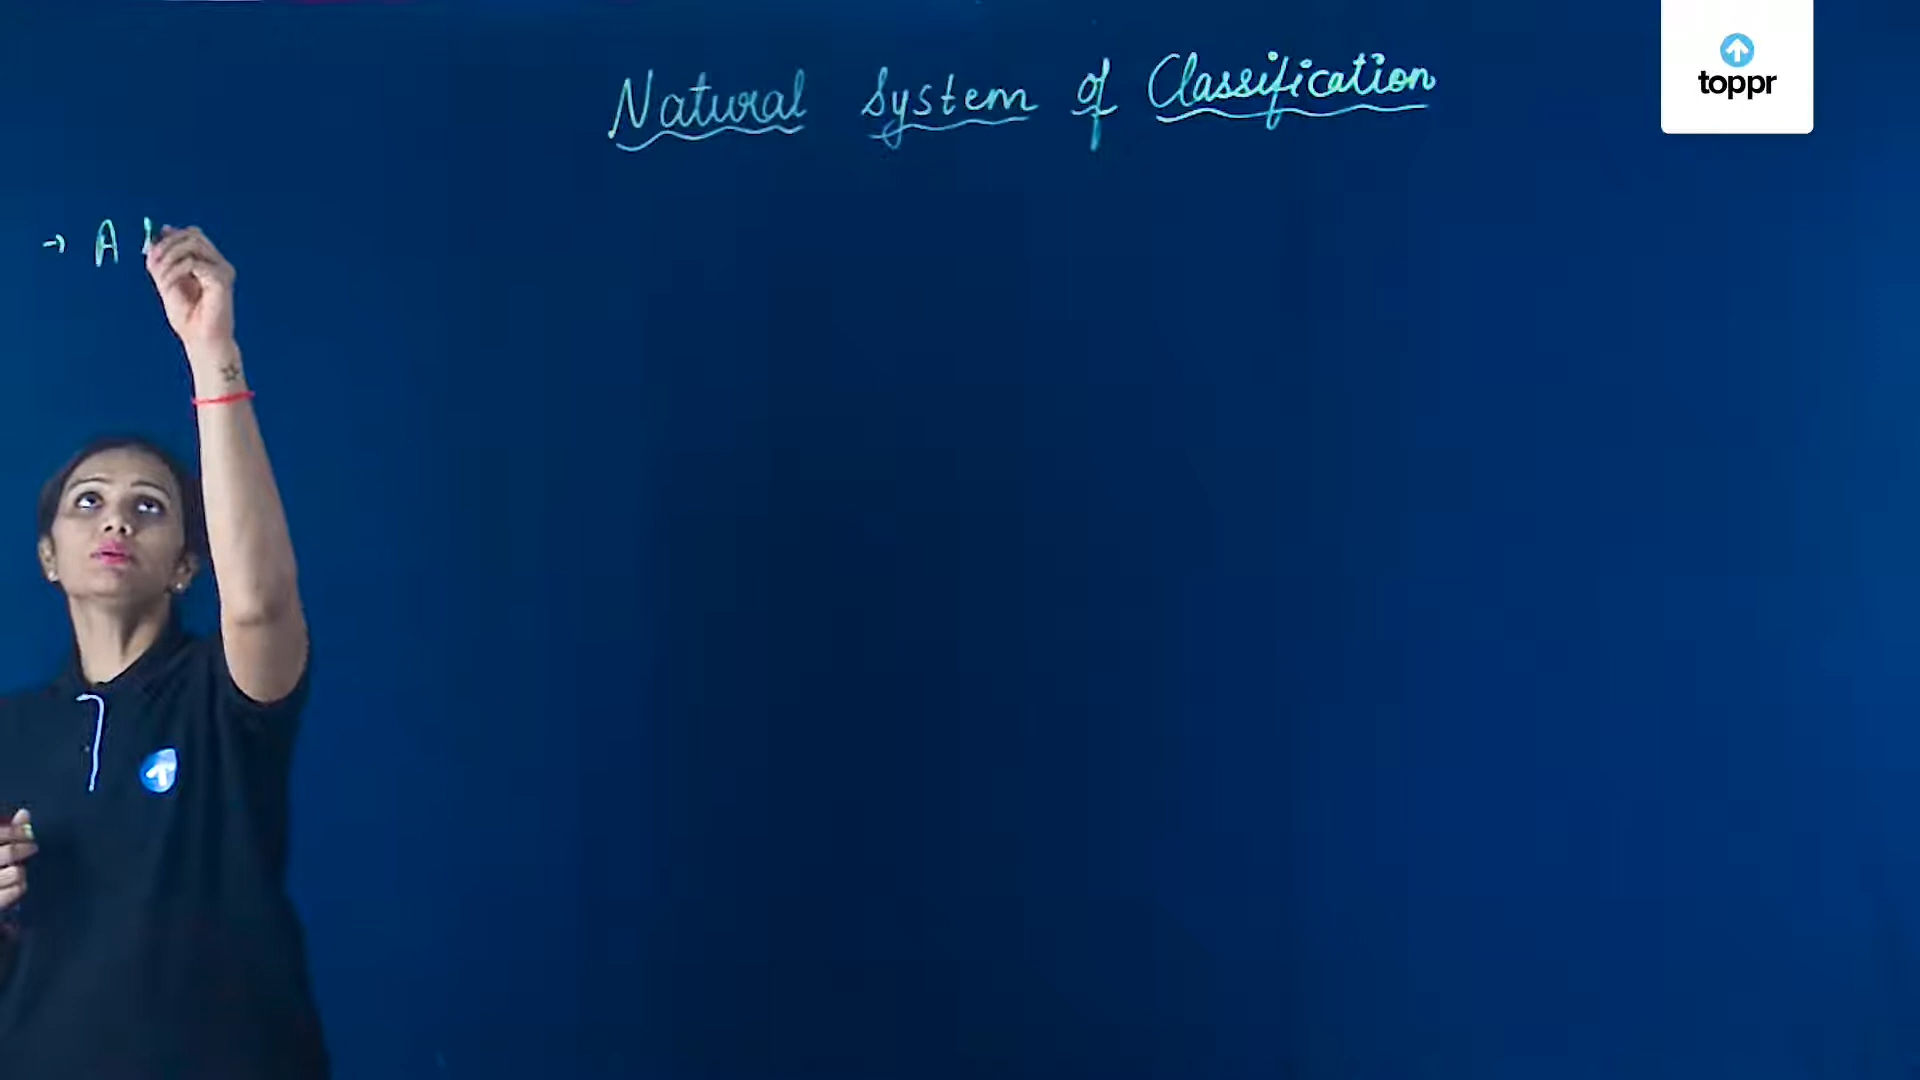 Natural System of Classification
toppr
→ A